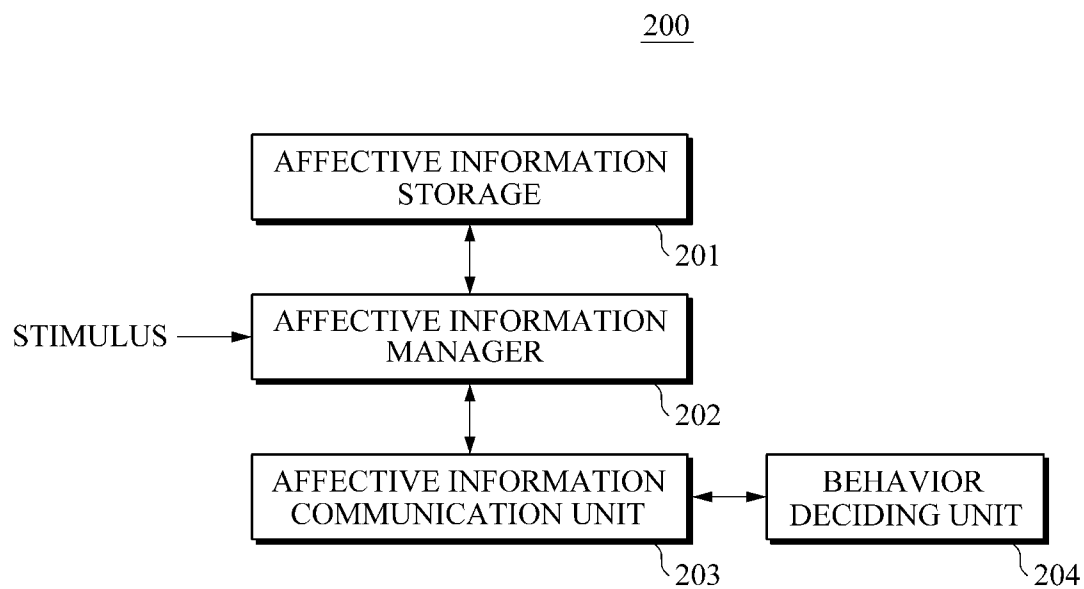 200
AFFECTIVE INFORMATION
STORAGE
201
STIMULUS
AFFECTIVE INFORMATION
MANAGER
202
AFFECTIVE INFORMATION
COMMUNICATION UNIT
203
BEHAVIOR
DECIDING UNIT
204